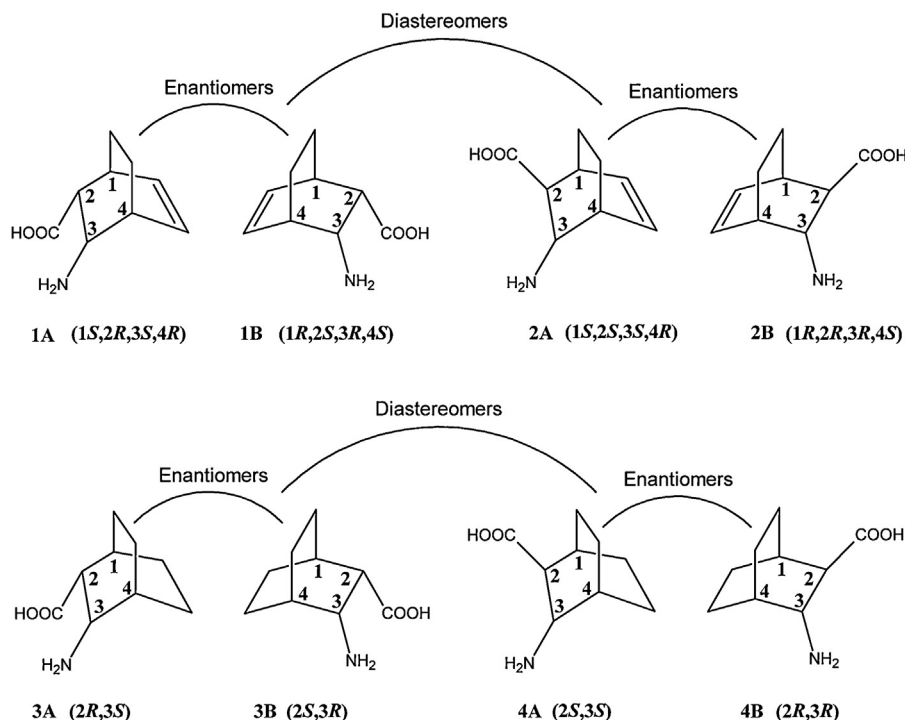 Diastereomers
Enantiomers
Enantiomers
HOOC
COOH
1
2
3
4
HOOC
H₂N
1
2
3
4
COOH
NH₂
1
2
3
4
H₂N
1
2
3
4
NH₂
1A (1S,2R,3S,4R)
1B (1R,2S,3R,4S)
2A (1S,2S,3S,4R)
2B (1R,2R,3R,4S)
Diastereomers
Enantiomers
Enantiomers
HOOC
COOH
1
2
3
4
HOOC
H₂N
1
2
3
4
COOH
NH₂
1
2
3
4
H₂N
1
2
3
4
NH₂
3A (2R,3S)
3B (2S,3R)
4A (2S,3S)
4B (2R,3R)